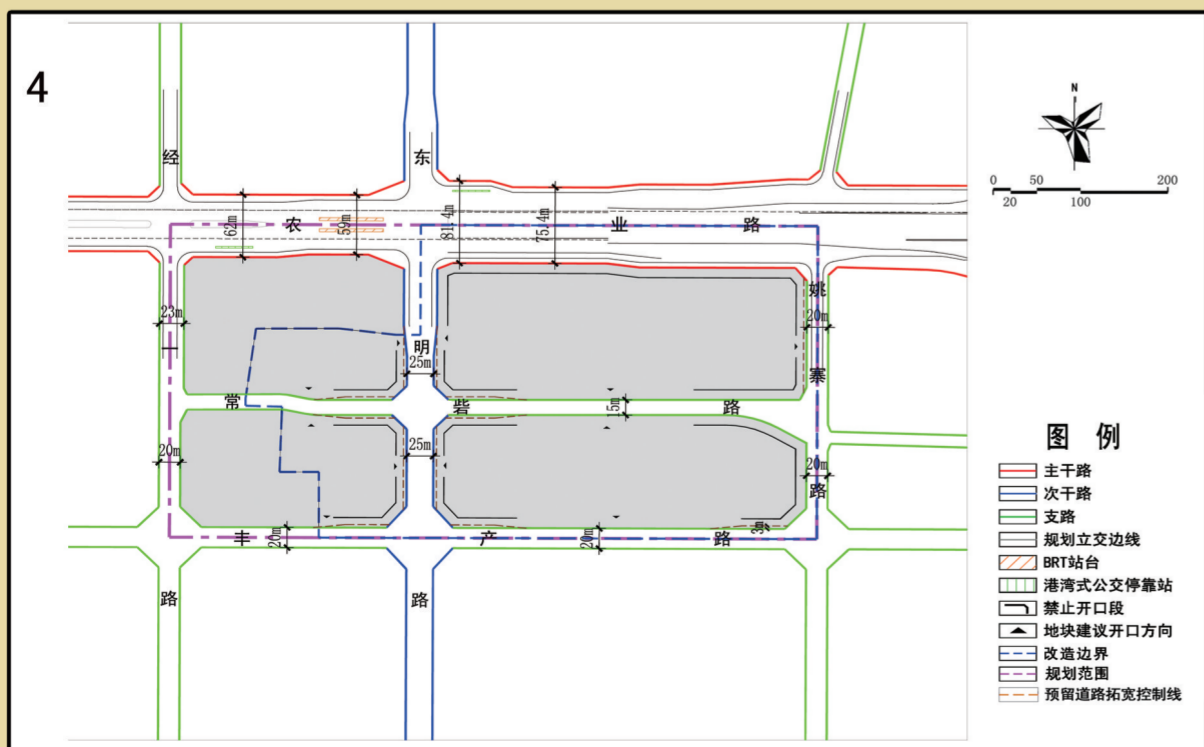 4
经一路
东明路
农业路
62m
59m
81.4m
75.4m
姚寨路
23m
20m
25m
常砦路
15m
25m
20m
20m
丰产路
20m
20m
3m
N
0 50 200
20 100
图 例
主干路
次干路
支路
规划立交边线
BRT站台
港湾式公交停靠站
禁止开口段
地块建议开口方向
改造边界
规划范围
预留道路拓宽控制线